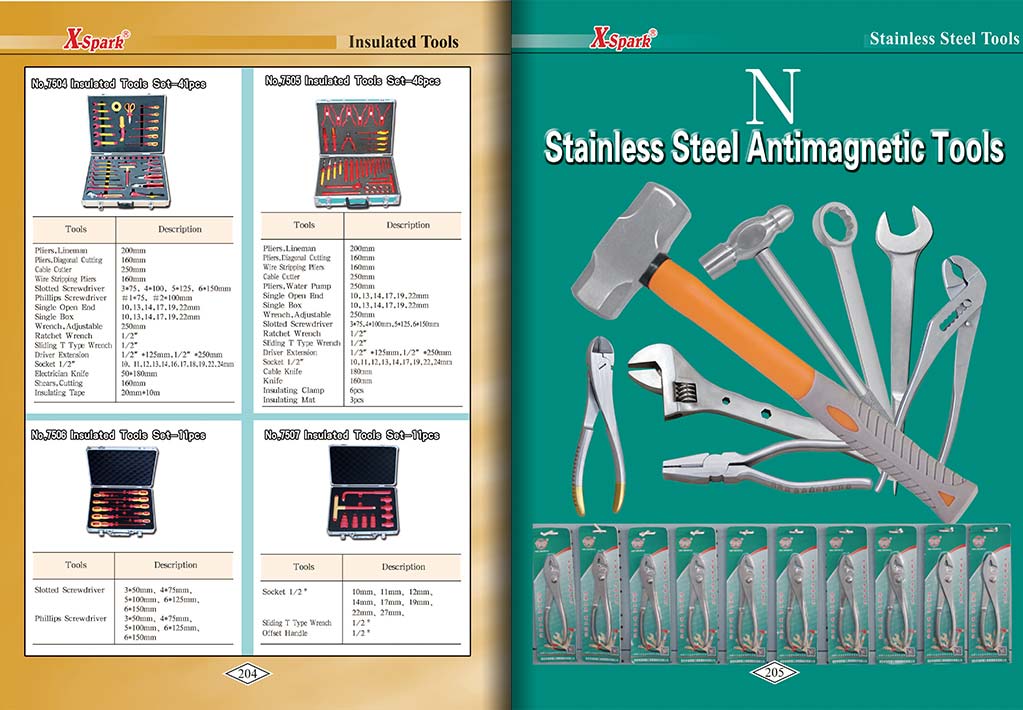 X-Spark®
Insulated Tools
No,7504 Insulated Tools Set-41pcs
Tools Description
Pliers,Lineman 200mm
Pliers,Diagonal Cutting 160mm
Cable Cutter 250mm
Wire Stripping Pliers 160mm
Slotted Screwdriver 3*75, 4*100, 5*125, 6*150mm
Phillips Screwdriver #1*75, #2*100mm
Single Open End 10,13,14,17,19,22mm
Single Box 10,13,14,17,19,22mm
Wrench,Adjustable 250mm
Ratchet Wrench 1/2"
Sliding T Type Wrench 1/2"
Driver Extension 1/2" *125mm,1/2" *250mm
Socket 1/2" 10, 11,12,13,14,16,17,18,19,22,24mm
Electrician Knife 50*180mm
Shears,Cutting 160mm
Insulating Tape 20mm*10m
No,7505 Insulated Tools Set-46pcs
Tools Description
Pliers,Lineman 200mm
Pliers,Diagonal Cutting 160mm
Wire Stripping Pliers 160mm
Cable Cutter 250mm
Pliers,Water Pump 250mm
Single Open End 10,13,14,17,19,22mm
Single Box 10,13,14,17,19,22mm
Wrench,Adjustable 250mm
Slotted Screwdriver 3*75,4*100mm,5*125,6*150mm
Ratchet Wrench 1/2"
Sliding T Type Wrench 1/2"
Driver Extension 1/2" *125mm,1/2" *250mm
Socket 1/2" 10,11,12,13,14,17,19,22,24mm
Cable Knife 180mm
Knife 160mm
Insulating Clamp 6pcs
Insulating Mat 3pcs
No,7506 Insulated Tools Set-11pcs
Tools Description
Slotted Screwdriver 3*50mm、4*75mm、
5*100mm、6*125mm、
6*150mm
Phillips Screwdriver 3*50mm、4*75mm、
5*100mm、6*125mm、
6*150mm
No,7507 Insulated Tools Set-11pcs
Tools Description
Socket 1/2" 10mm、11mm、12mm、
14mm、17mm、19mm、
22mm、27mm、
Sliding T Type Wrench 1/2"
Offset Handle 1/2"
204
X-Spark®
Stainless Steel Tools
N
Stainless Steel Antimagnetic Tools
205